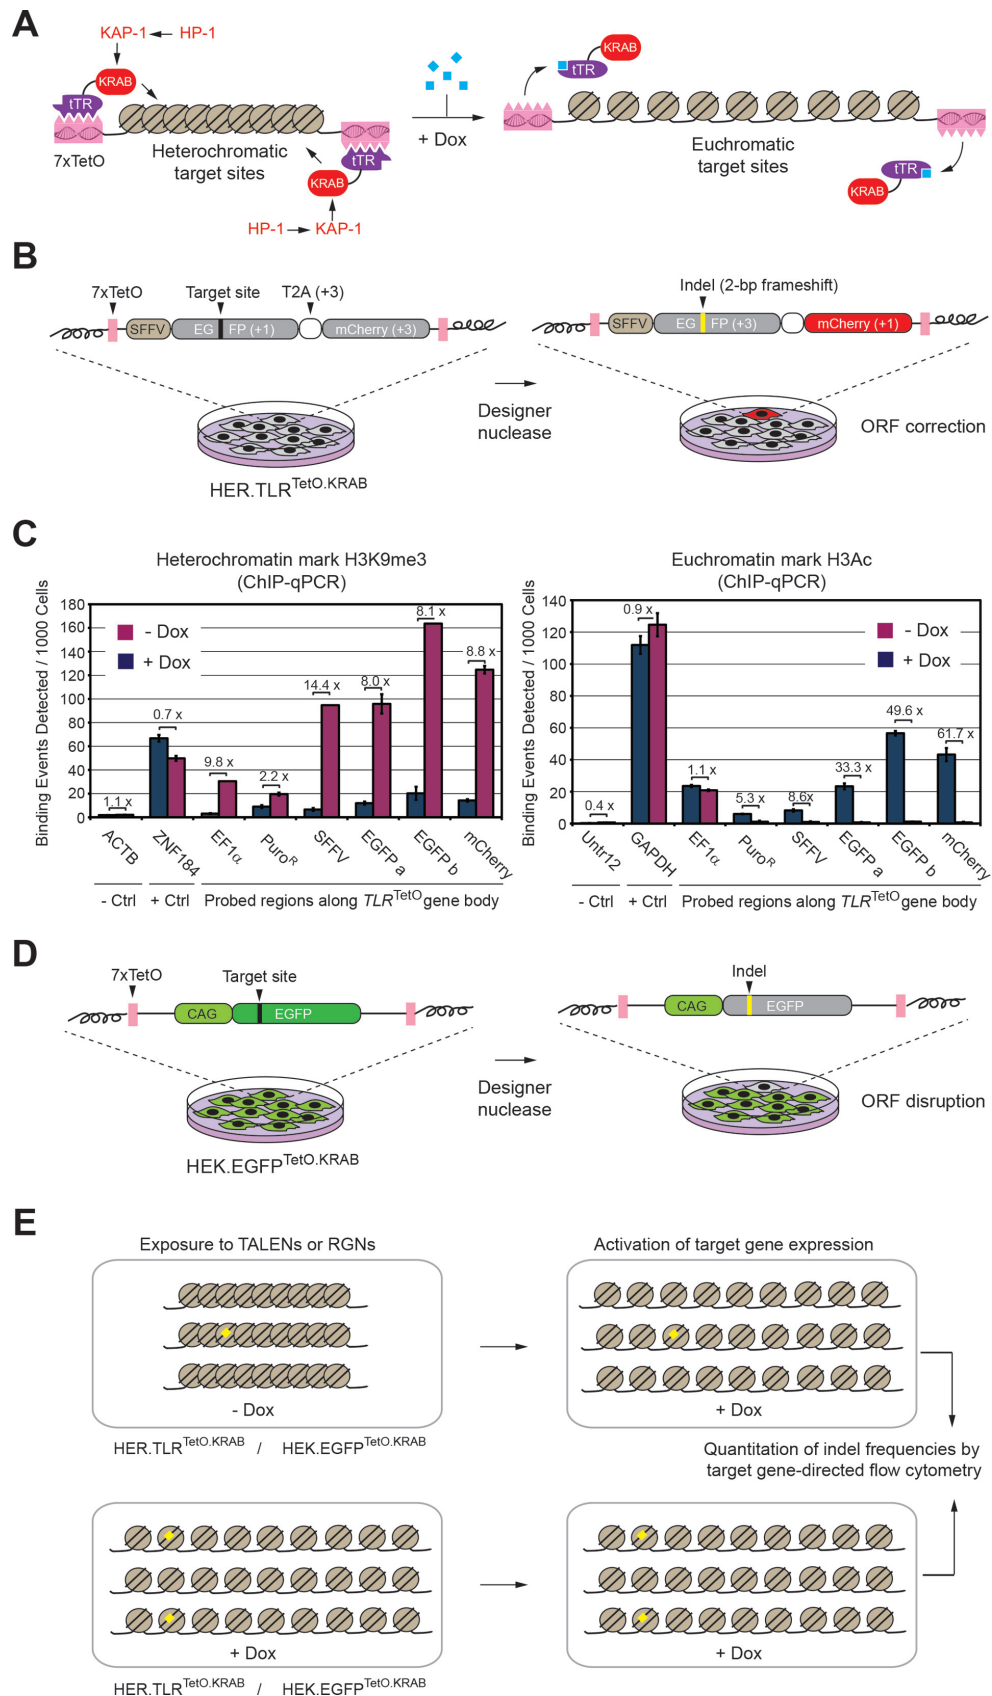 A
KAP-1
HP-1
KRAB
tTR
7xTetO
Heterochromatic
target sites
tTR
KRAB
HP-1
KAP-1
+ Dox
KRAB
tTR
Euchromatic
target sites
tTR
KRAB
B
7xTetO
Target site
T2A (+3)
SFFV
EG
FP (+1)
mCherry (+3)
Indel (2-bp frameshift)
SFFV
EG
FP (+3)
mCherry (+1)
Designer
nuclease
ORF correction
HER.TLR^TetO.KRAB
C
Heterochromatin mark H3K9me3
(ChIP-qPCR)
Binding Events Detected / 1000 Cells
180
160
140
120
100
80
60
40
20
0
- Dox
+ Dox
1.1 x
0.7 x
9.8 x
2.2 x
14.4 x
8.0 x
8.1 x
8.8 x
ACTB
ZNF184
EF1α
Puro^R
SFFV
EGFP a
EGFP b
mCherry
- Ctrl
+ Ctrl
Probed regions along TLR^TetO gene body
Euchromatin mark H3Ac
(ChIP-qPCR)
Binding Events Detected / 1000 Cells
140
120
100
80
60
40
20
0
- Dox
+ Dox
0.4 x
0.9 x
1.1 x
5.3 x
8.6x
33.3 x
49.6 x
61.7 x
Untr12
GAPDH
EF1α
Puro^R
SFFV
EGFP a
EGFP b
mCherry
- Ctrl
+ Ctrl
Probed regions along TLR^TetO gene body
D
7xTetO
Target site
CAG
EGFP
Indel
CAG
EGFP
Designer
nuclease
ORF disruption
HEK.EGFP^TetO.KRAB
E
Exposure to TALENs or RGNs
Activation of target gene expression
- Dox
+ Dox
HER.TLR^TetO.KRAB / HEK.EGFP^TetO.KRAB
Quantitation of indel frequencies by
target gene-directed flow cytometry
+ Dox
+ Dox
HER.TLR^TetO.KRAB / HEK.EGFP^TetO.KRAB